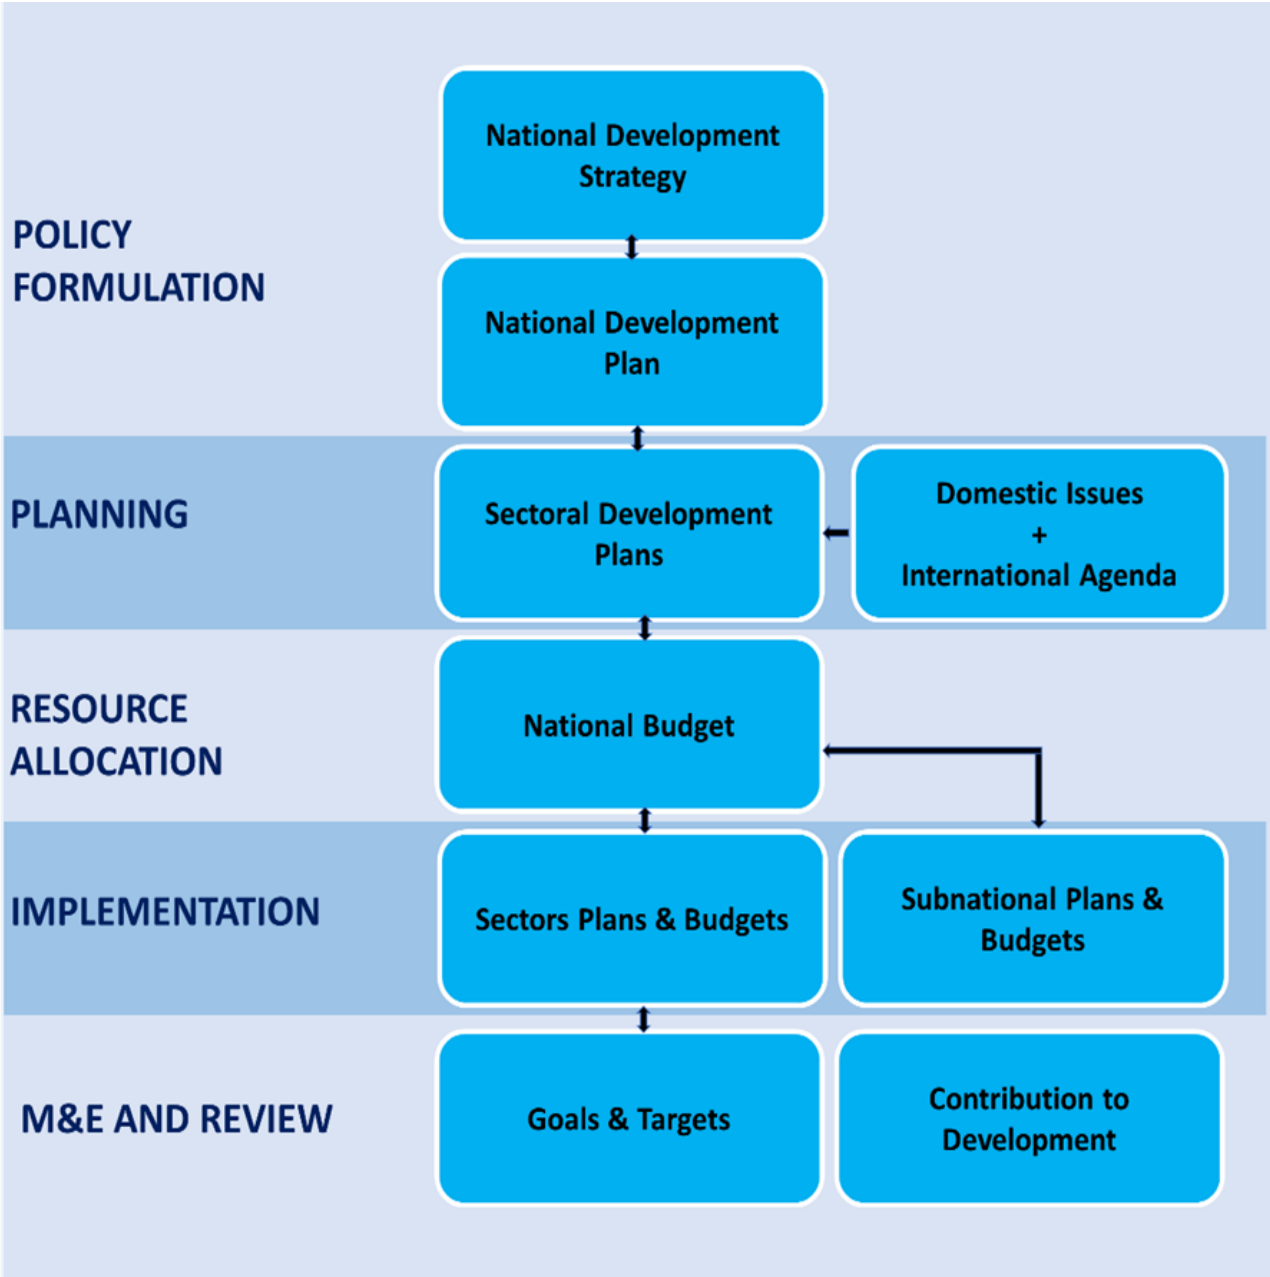 National Development
Strategy
POLICY
FORMULATION
National Development
Plan
PLANNING
Sectoral Development
Plans
Domestic Issues
+
International Agenda
RESOURCE
ALLOCATION
National Budget
IMPLEMENTATION
Sectors Plans & Budgets
Subnational Plans &
Budgets
M&E AND REVIEW
Goals & Targets
Contribution to
Development